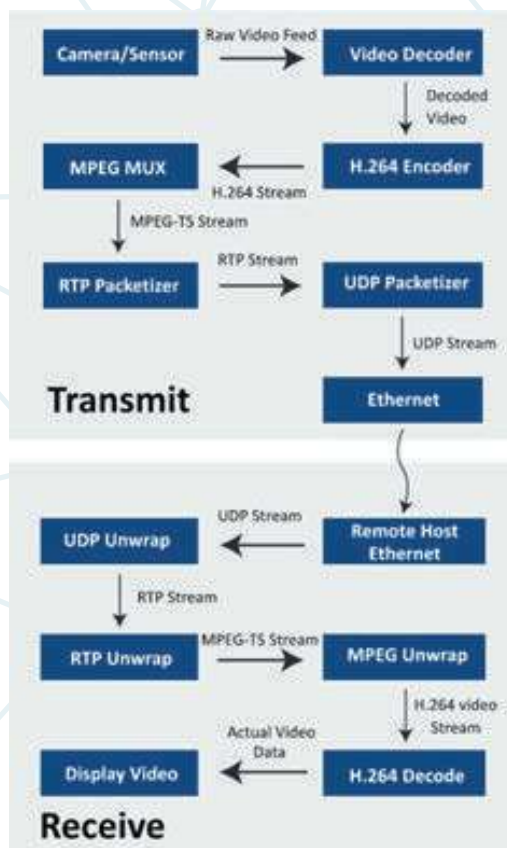 Camera/Sensor
Raw Video Feed
Video Decoder
Decoded
Video
H.264 Encoder
H.264 Stream
MPEG MUX
MPEG-TS Stream
RTP Packetizer
RTP Stream
UDP Packetizer
UDP Stream
Ethernet
Transmit
Remote Host
Ethernet
UDP Stream
UDP Unwrap
RTP Stream
RTP Unwrap
MPEG-TS Stream
MPEG Unwrap
H.264 video
Stream
H.264 Decode
Actual Video
Data
Display Video
Receive